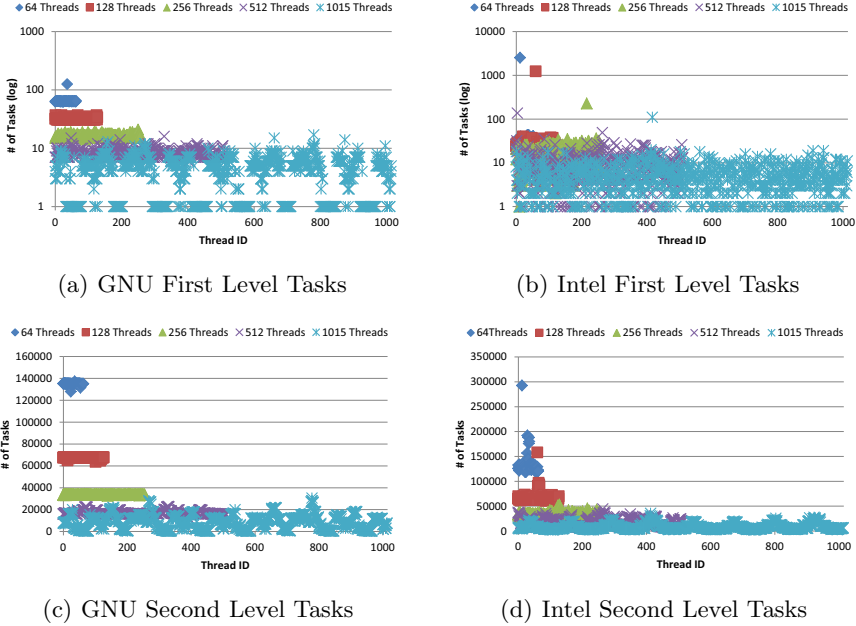 64 Threads 128 Threads 256 Threads 512 Threads 1015 Threads
1000
100
10
1
# of Tasks (log)
0 200 400 600 800 1000
Thread ID
(a) GNU First Level Tasks
64 Threads 128 Threads 256 Threads 512 Threads 1015 Threads
10000
1000
100
10
1
# of Tasks (log)
0 200 400 600 800 1000
Thread ID
(b) Intel First Level Tasks
64 Threads 128 Threads 256 Threads 512 Threads 1015 Threads
160000
140000
120000
100000
80000
60000
40000
20000
0
# of Tasks
0 200 400 600 800 1000
Thread ID
(c) GNU Second Level Tasks
64Threads 128 Threads 256 Threads 512 Threads 1015 Threads
350000
300000
250000
200000
150000
100000
50000
0
# of Tasks
0 200 400 600 800 1000
Thread ID
(d) Intel Second Level Tasks